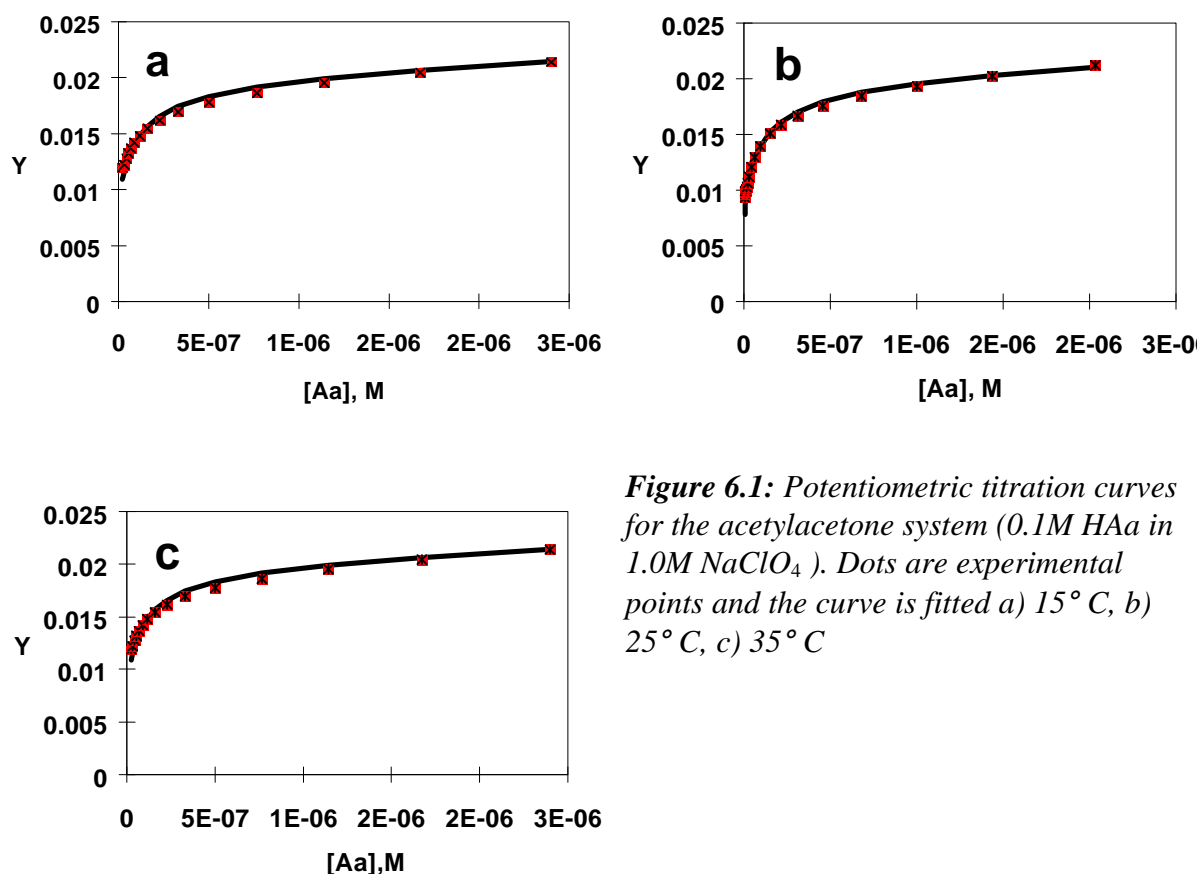 0.025
0.02
0.015
0.01
0.005
0
Y
a
0 5E-07 1E-06 2E-06 2E-06 3E-06
[Aa], M
0.025
0.02
0.015
0.01
0.005
0
Y
b
0 5E-07 1E-06 2E-06 2E-06 3E-06
[Aa], M
0.025
0.02
0.015
0.01
0.005
0
Y
c
0 5E-07 1E-06 2E-06 2E-06 3E-06
[Aa],M
Figure 6.1: Potentiometric titration curves
for the acetylacetone system (0.1M HAa in
1.0M NaClO₄ ). Dots are experimental
points and the curve is fitted a) 15° C, b)
25° C, c) 35° C